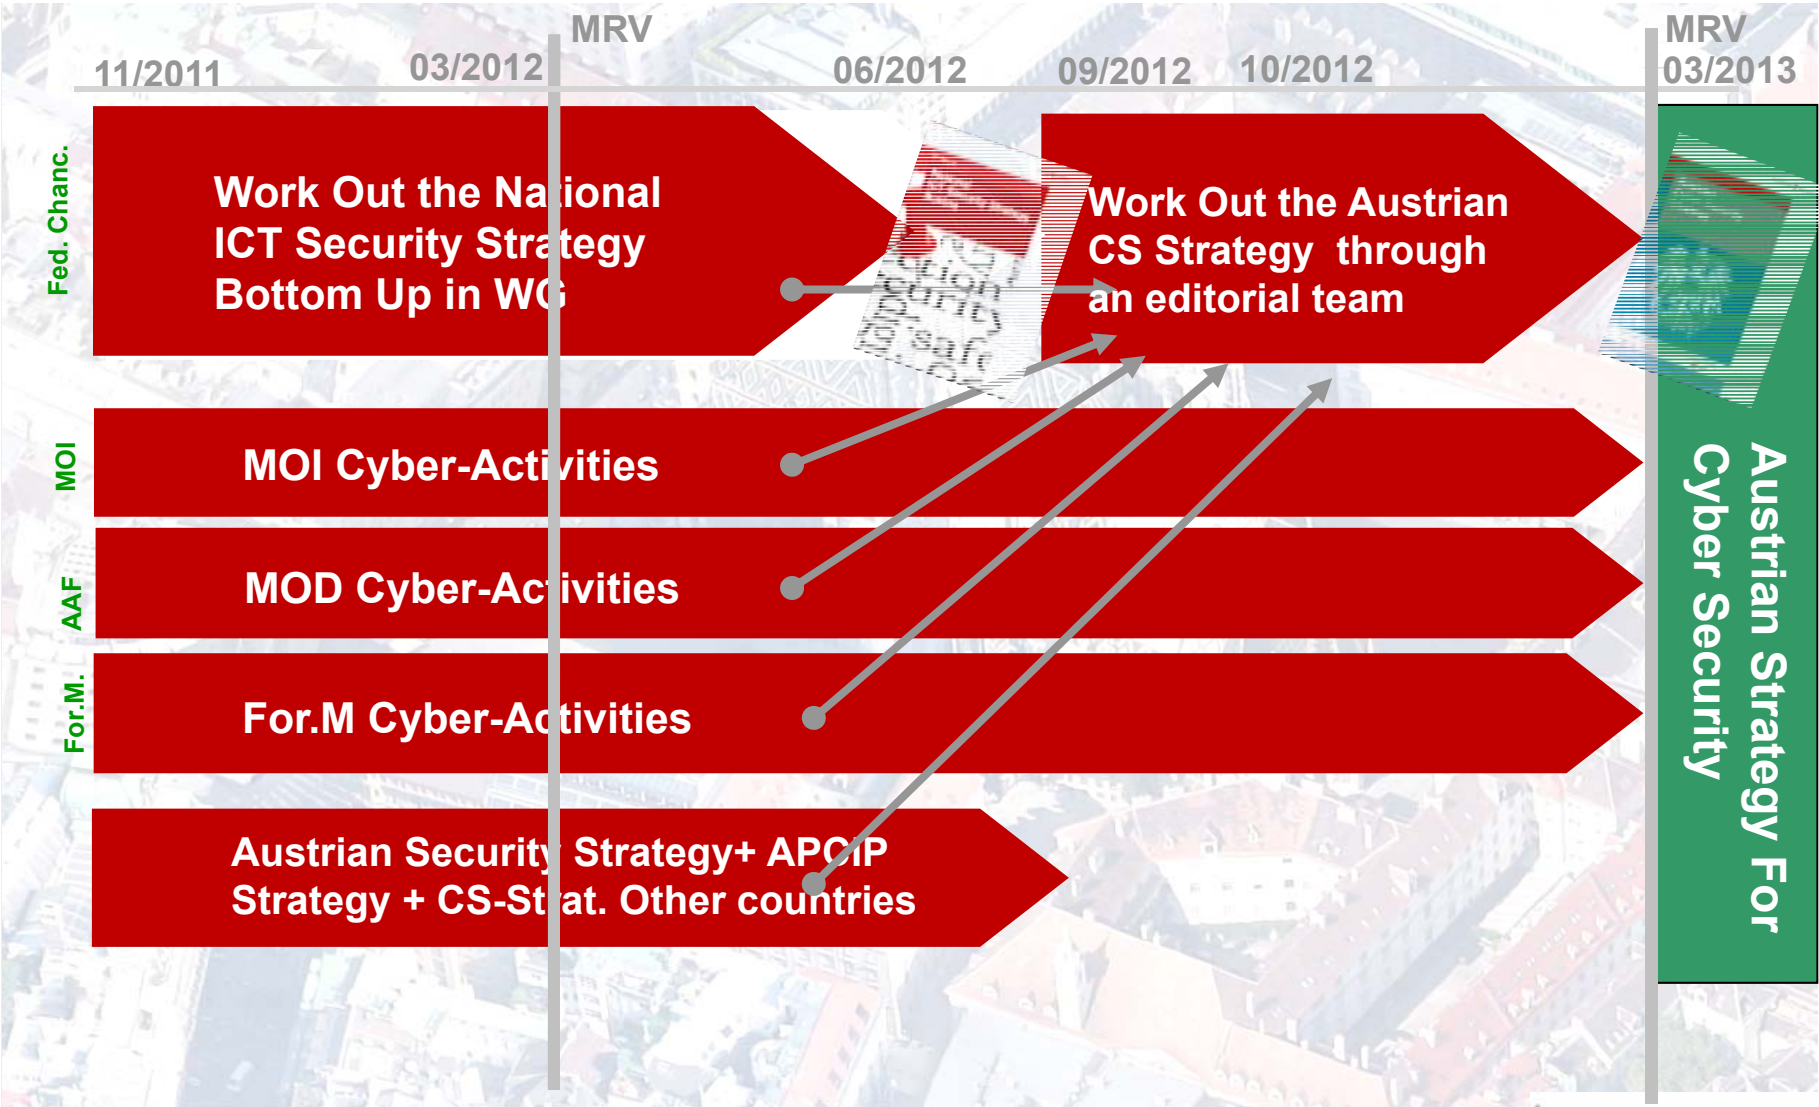 MRV
MRV
11/2011
03/2012
06/2012
09/2012
10/2012
03/2013
Fed. Chanc.
Work Out the National
ICT Security Strategy
Bottom Up in WG
Work Out the Austrian
CS Strategy through
an editorial team
MOI
MOI Cyber-Activities
AAF
MOD Cyber-Activities
For.M.
For.M Cyber-Activities
Austrian Security Strategy+ APCIP
Strategy + CS-Strat. Other countries
Austrian Strategy For
Cyber Security
safe